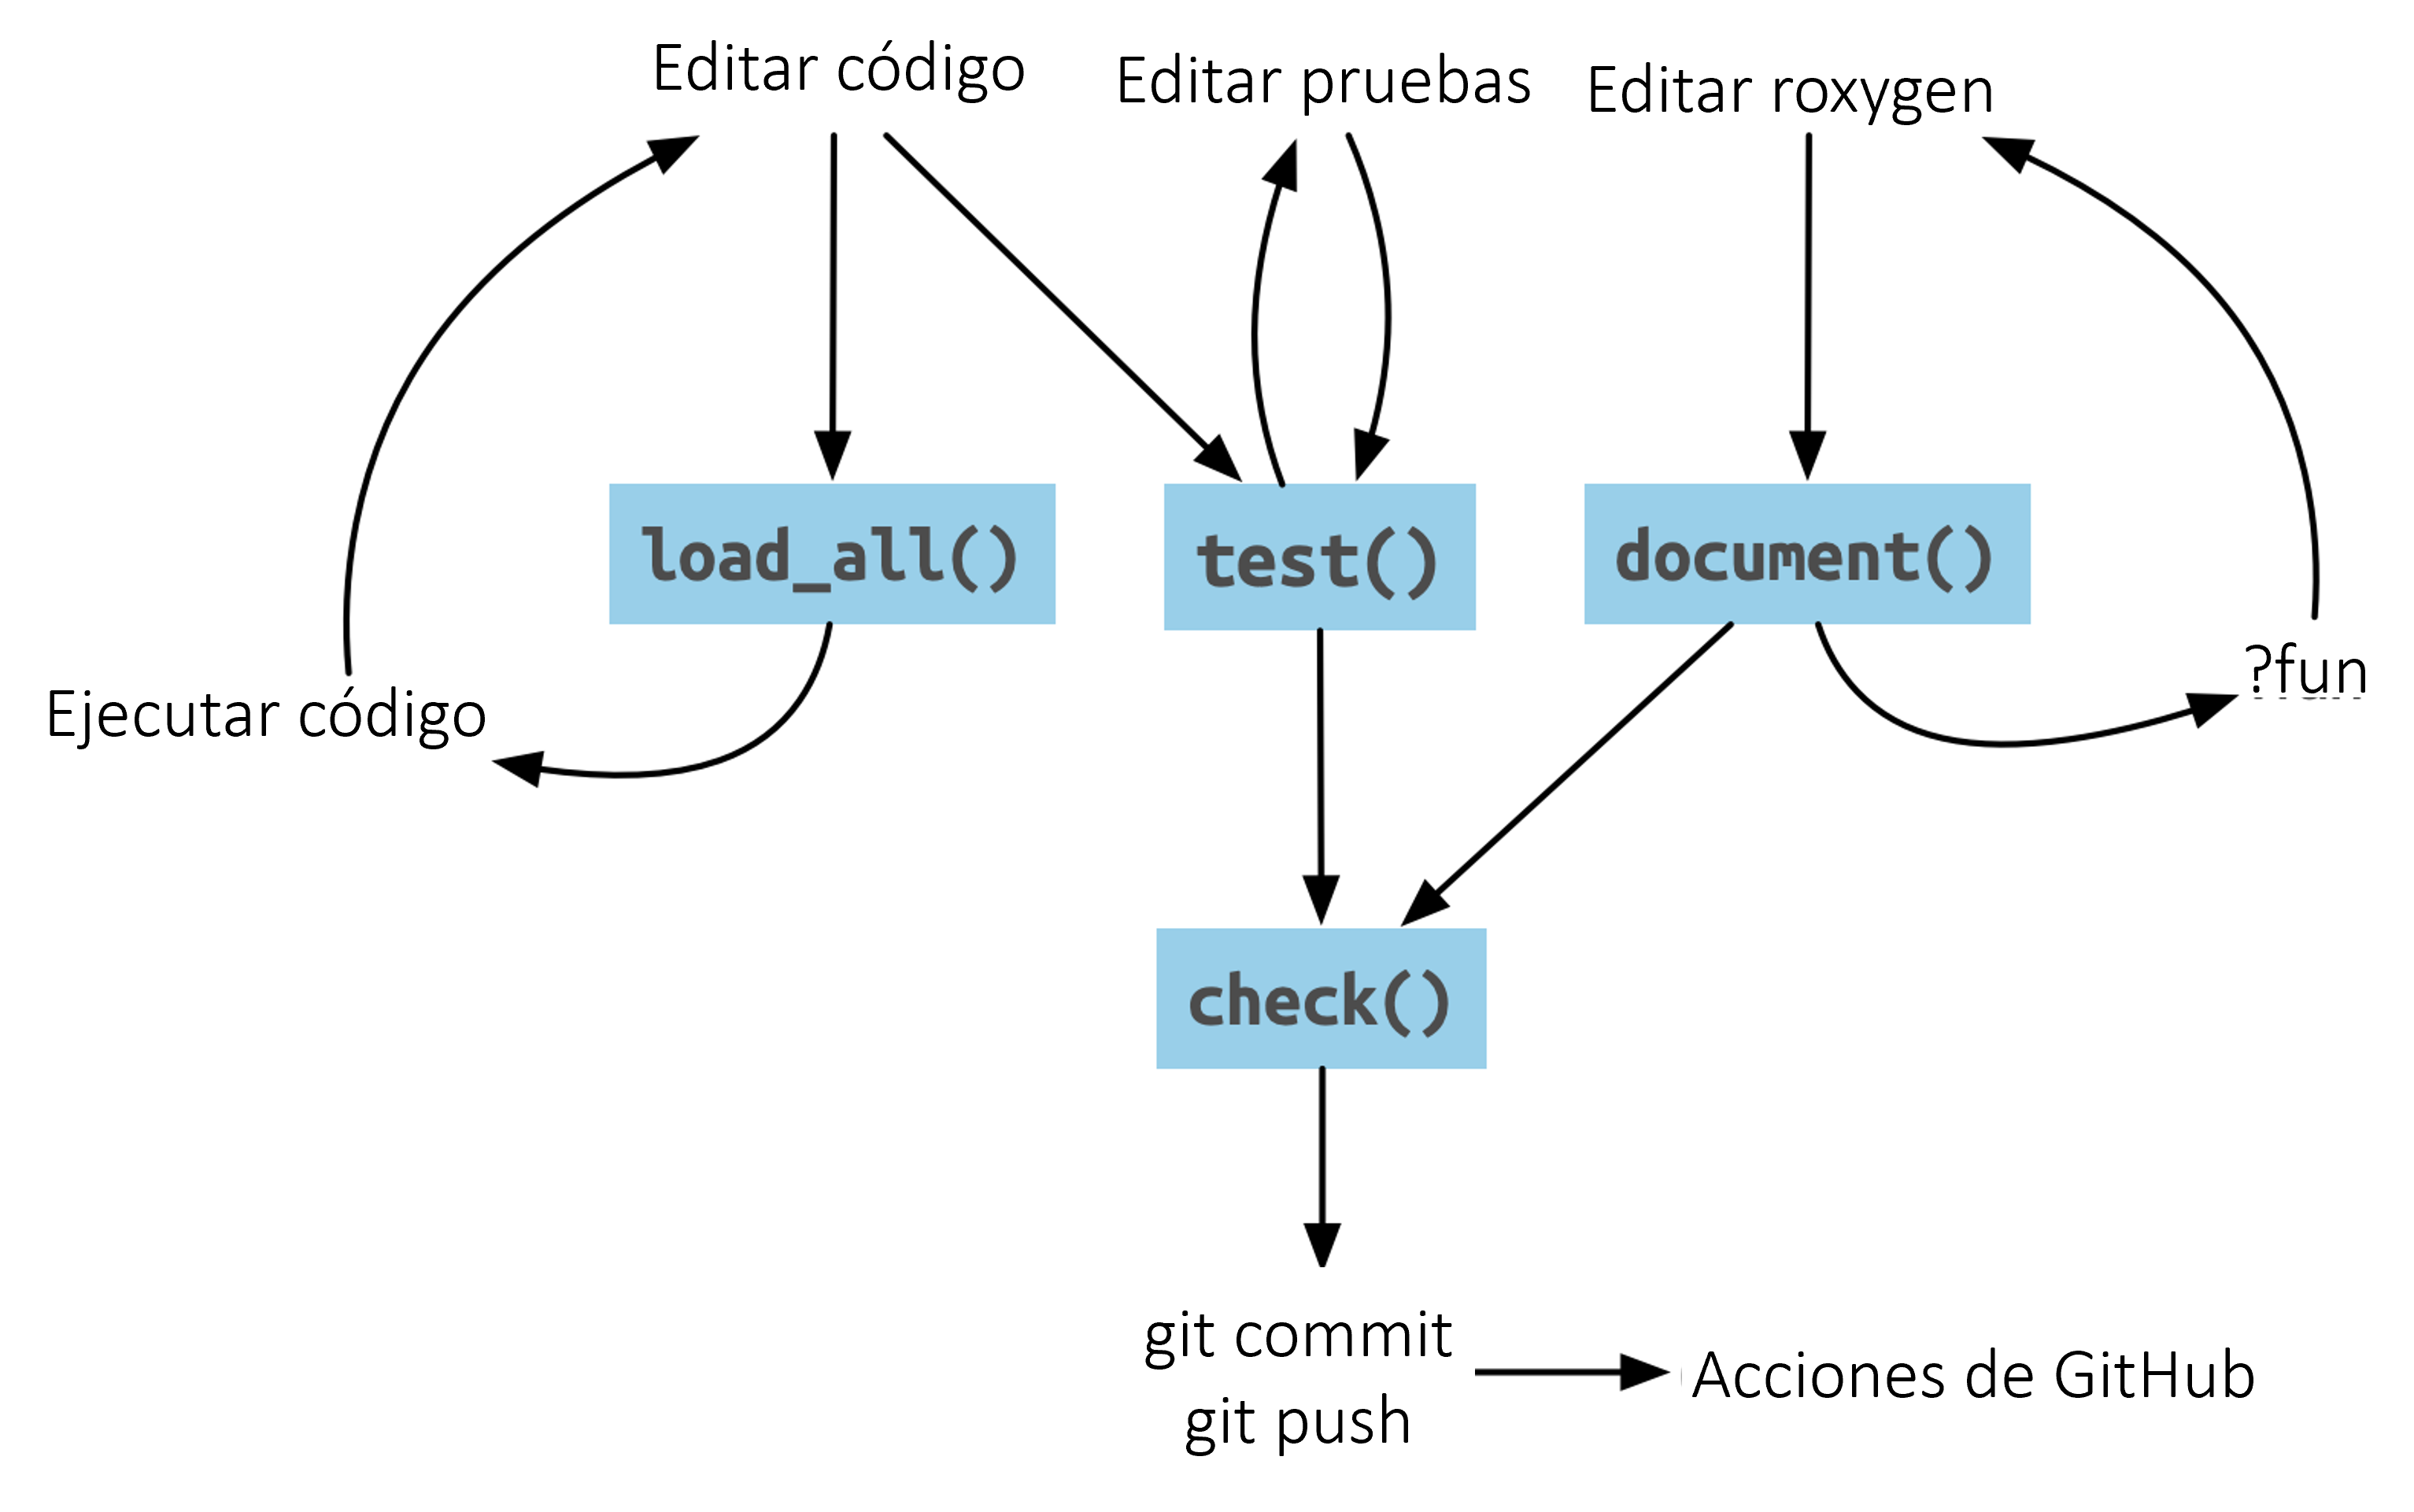 Editar código
Editar pruebas
Editar roxygen
load_all()
test()
document()
Ejecutar código
?fun
check()
git commit
git push
Acciones de GitHub